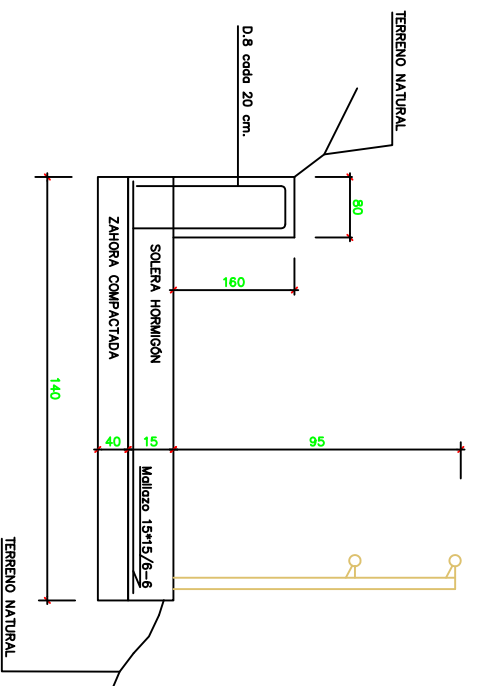 TERRENO NATURAL
D.8 cada 20 cm.
80
160
SOLERA HORMIGÓN
ZAHORA COMPACTADA
140
40
15
95
Mallazo 15*15/6-6
TERRENO NATURAL